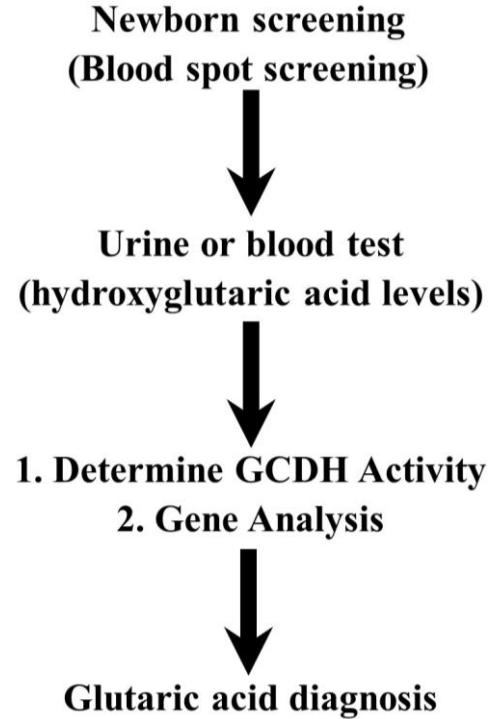 Newborn screening
(Blood spot screening)
Urine or blood test
(hydroxyglutaric acid levels)
1. Determine GCDH Activity
2. Gene Analysis
Glutaric acid diagnosis